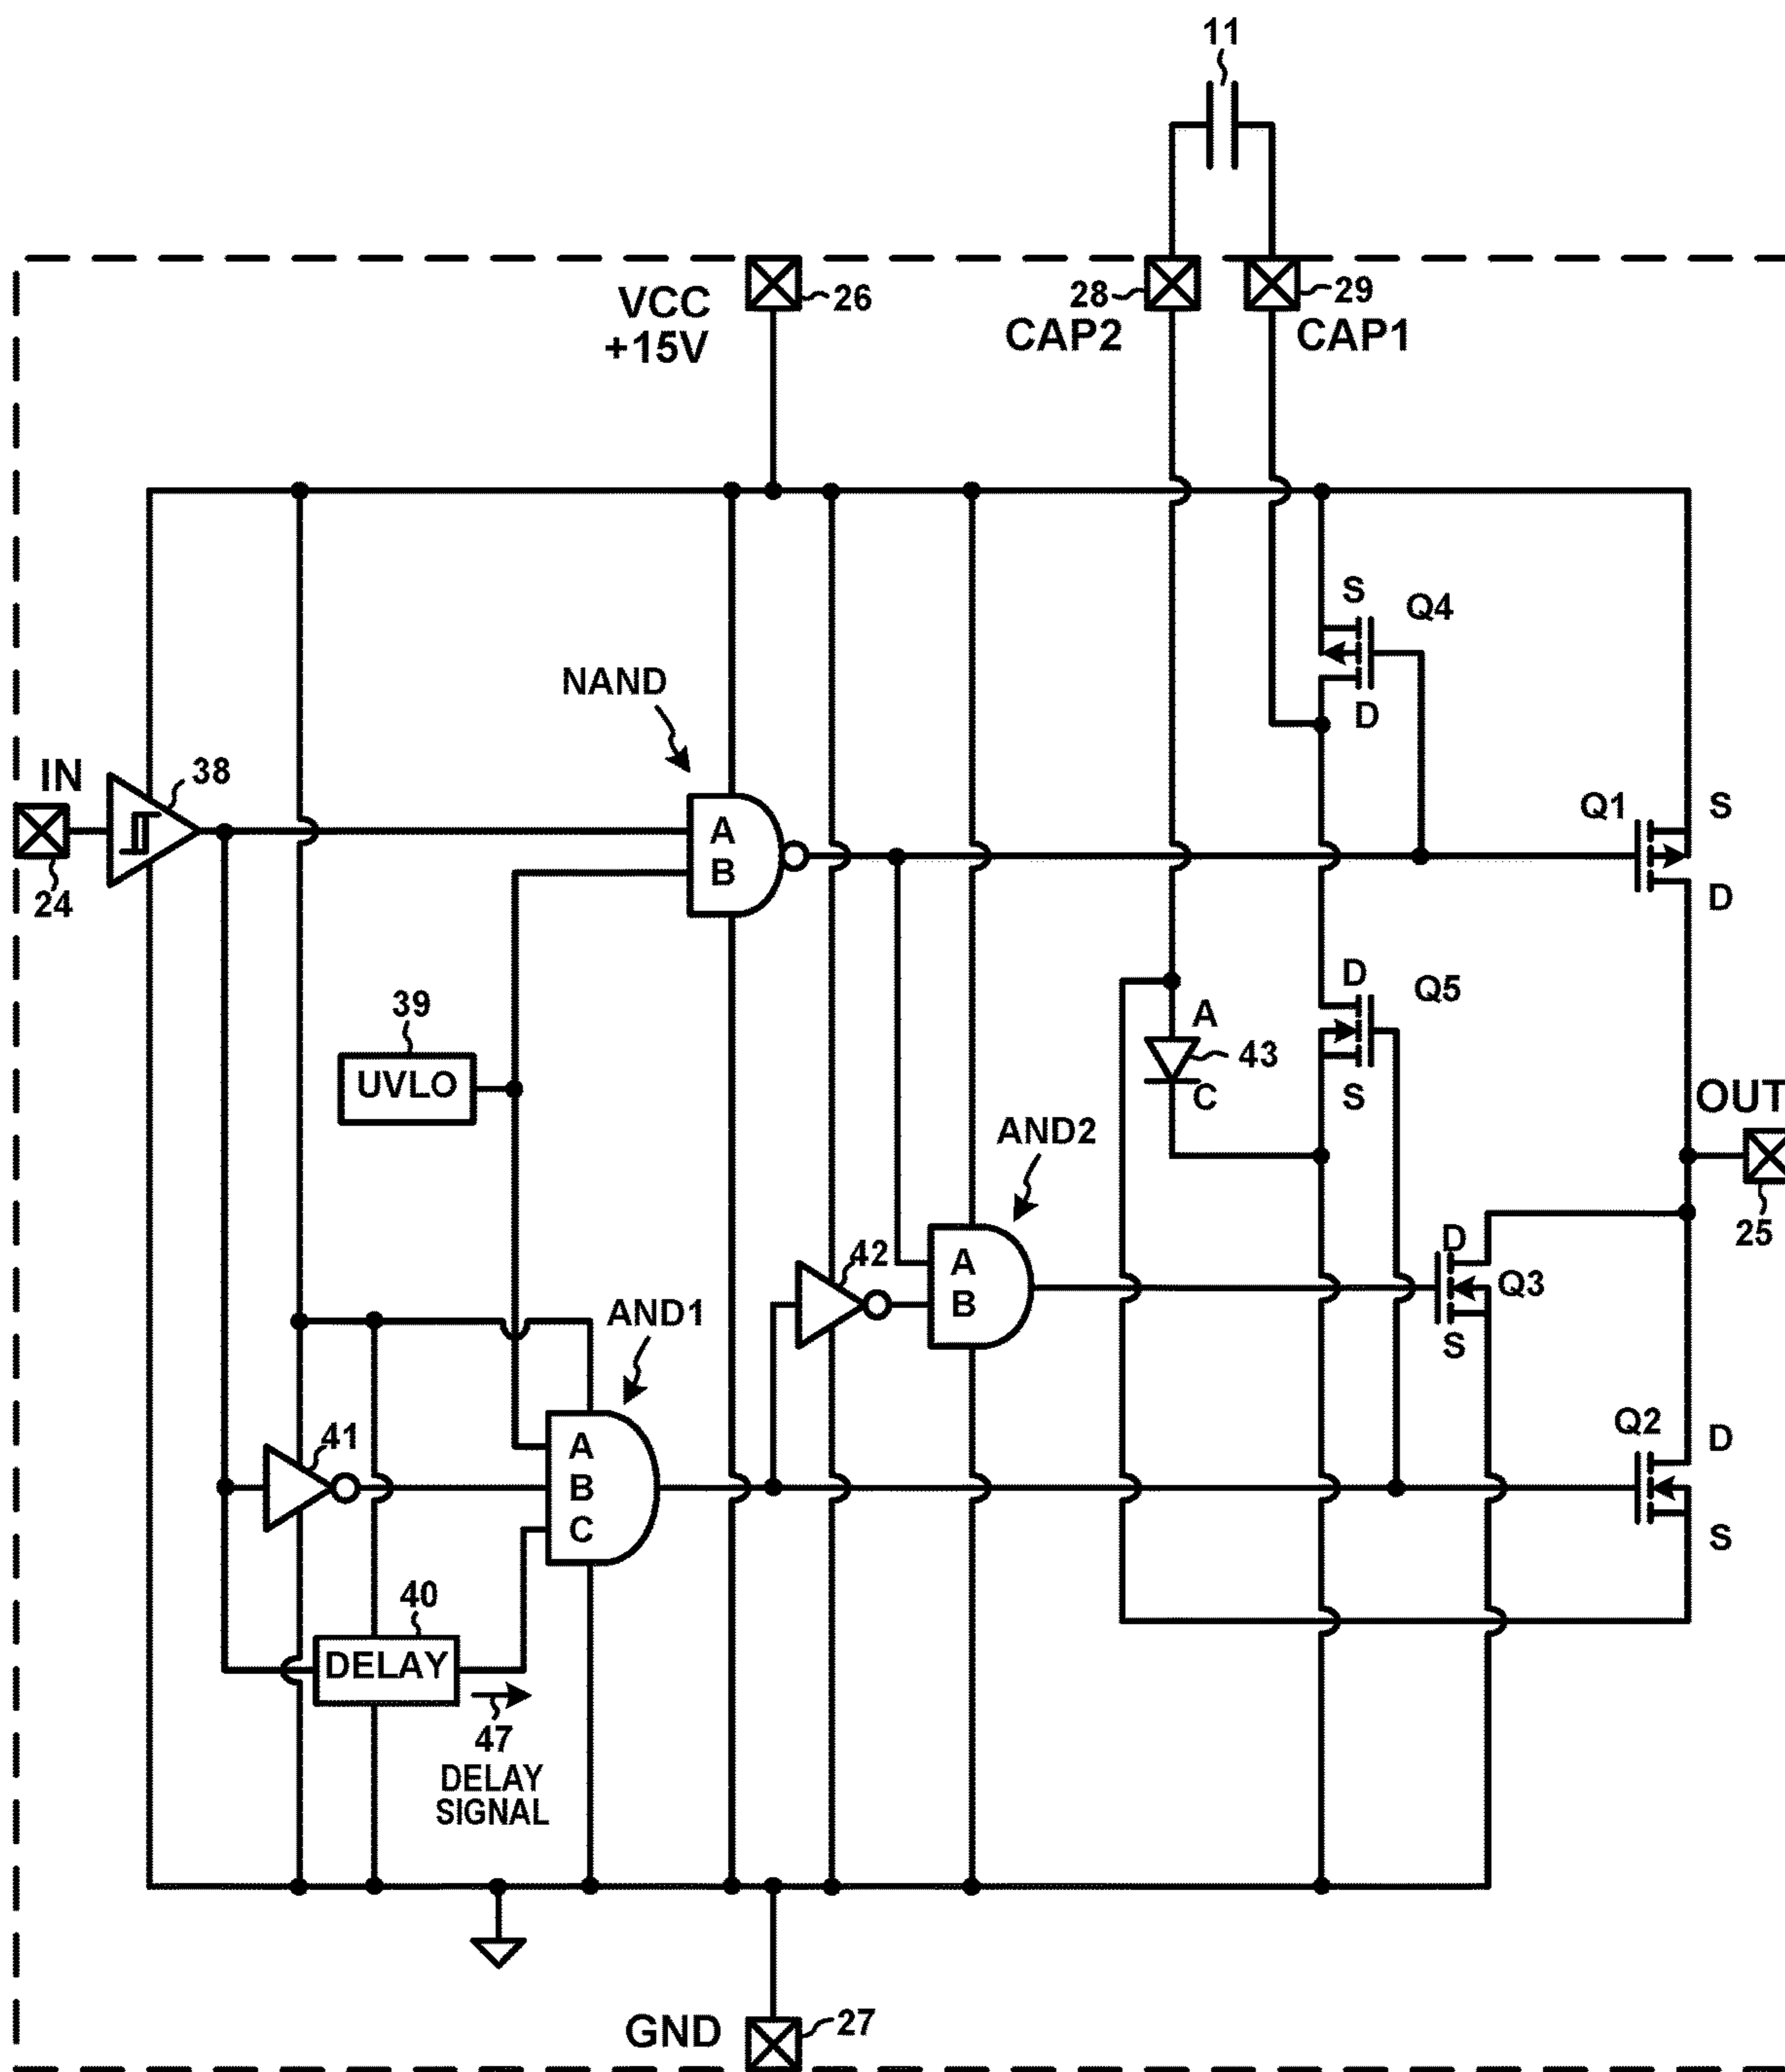 11
VCC
+15V
26
28
CAP2
29
CAP1
S
Q4
D
NAND
IN
38
24
A
B
Q1
S
D
39
UVLO
A
43
C
D
Q5
S
OUT
25
AND2
42
A
B
D
Q3
S
AND1
41
A
B
C
Q2
D
S
40
DELAY
47
DELAY
SIGNAL
GND
27